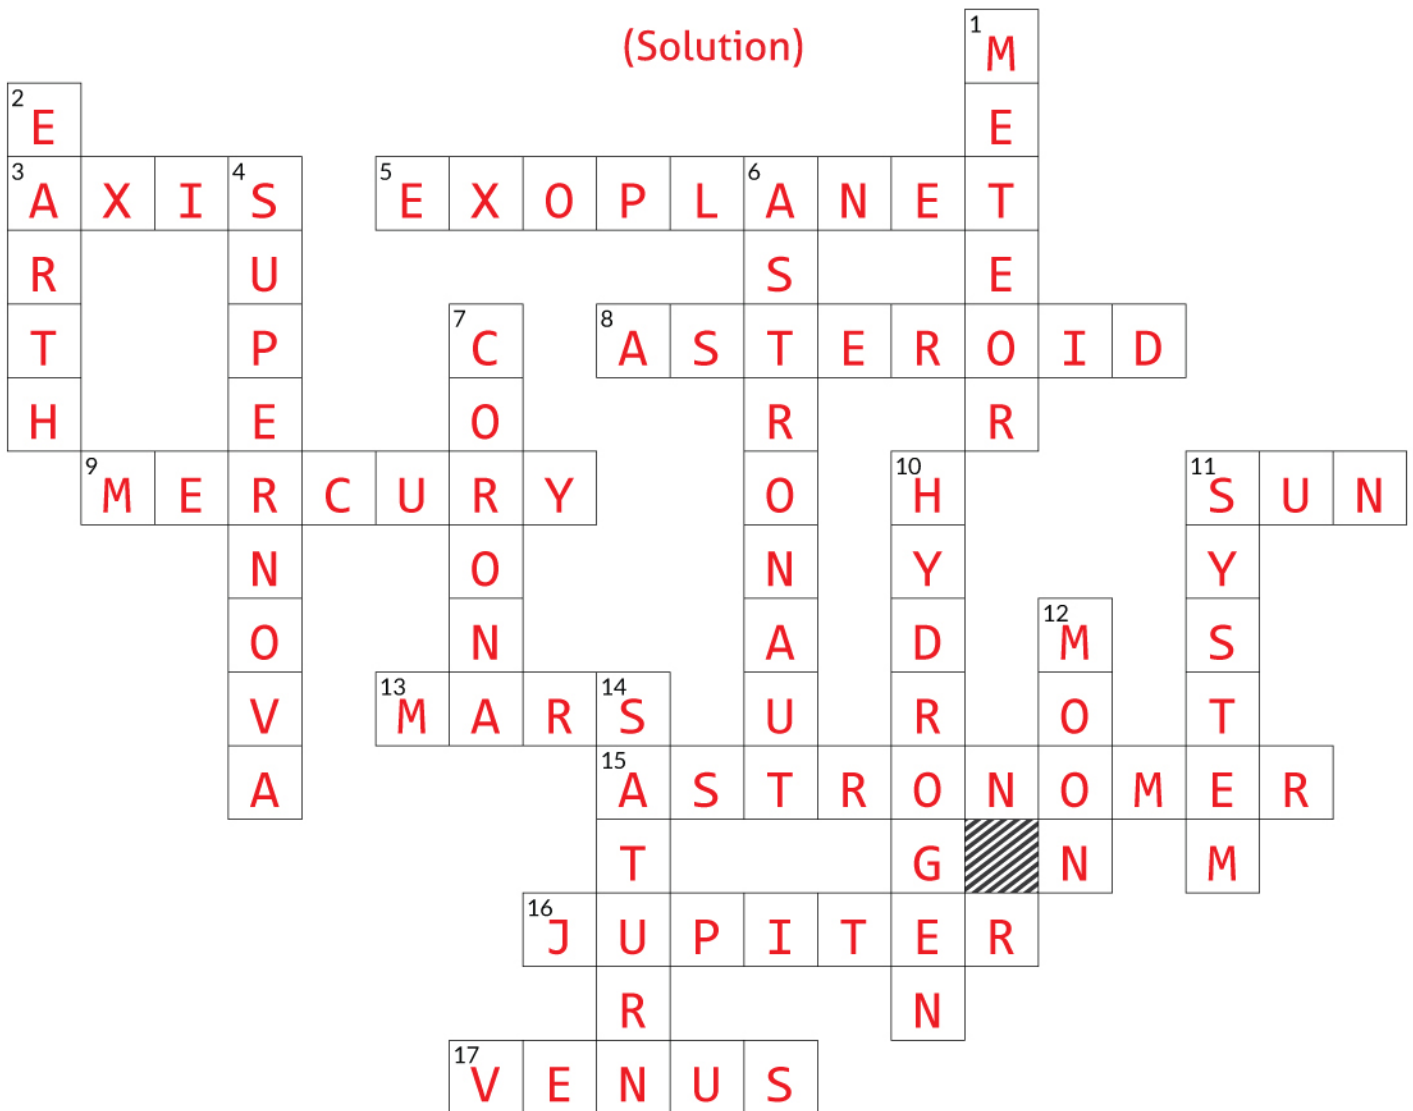 (Solution)
1 M
2 E E
3 A X I 4 S 5 E X O P L 6 A N E T
R U S E
T P 7 C 8 A S T E R O I D
H E O R R
9 M E R C U R Y O 10 H 11 S U N
N O N Y Y
O N A D 12 M S
V 13 M A R 14 S U R O T
A 15 A S T R O N O M E R
T G N M
16 J U P I T E R
R N
17 V E N U S